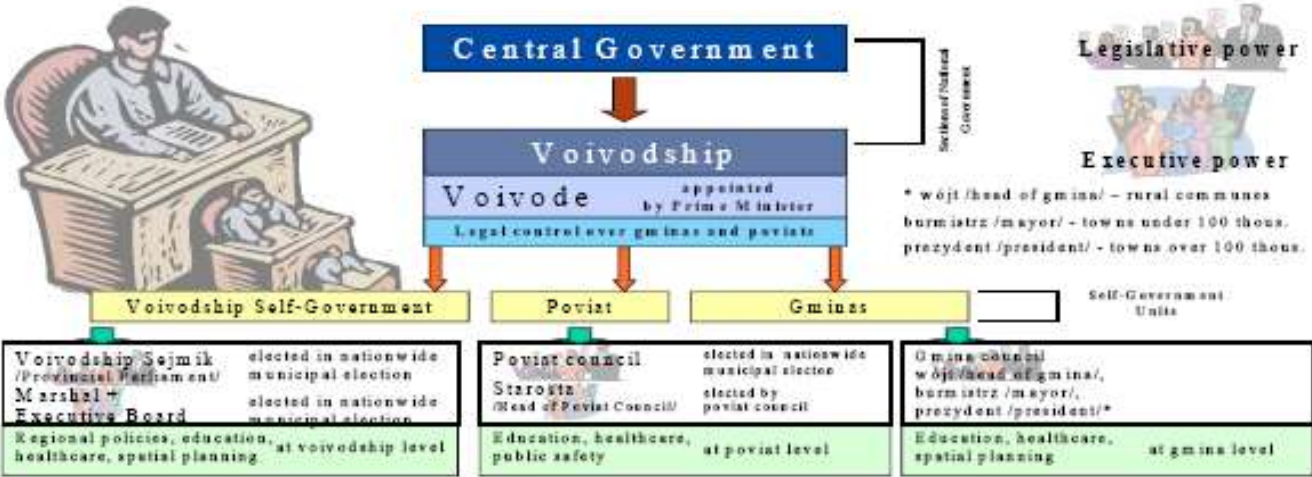 Central Government
Sections of National
Government
Legislative power
Executive power
Voivodship
Voivode
appointed
by Prime Minister
Legal control over gminas and poviats
* wójt /head of gmina/ – rural communes
burmistrz /mayor/ - towns under 100 thous.
prezydent /president/ - towns over 100 thous.
Voivodship Self-Government
Poviat
Gminas
Self-Government
Units
Voivodship Sejmik
/Provincial Parliament/
elected in nationwide
municipal election
Marshal +
Executive Board
elected in nationwide
municipal election
Regional policies, education,
healthcare, spatial planning
at voivodship level
Poviat council
elected in nationwide
municipal electon
Starosta
/Head of Poviat Council/
elected by
poviat council
Education, healthcare,
public safety
at poviat level
Gmina council
wójt /head of gmina/,
burmistrz /mayor/,
prezydent /president/*
Education, healthcare,
spatial planning
at gmina level